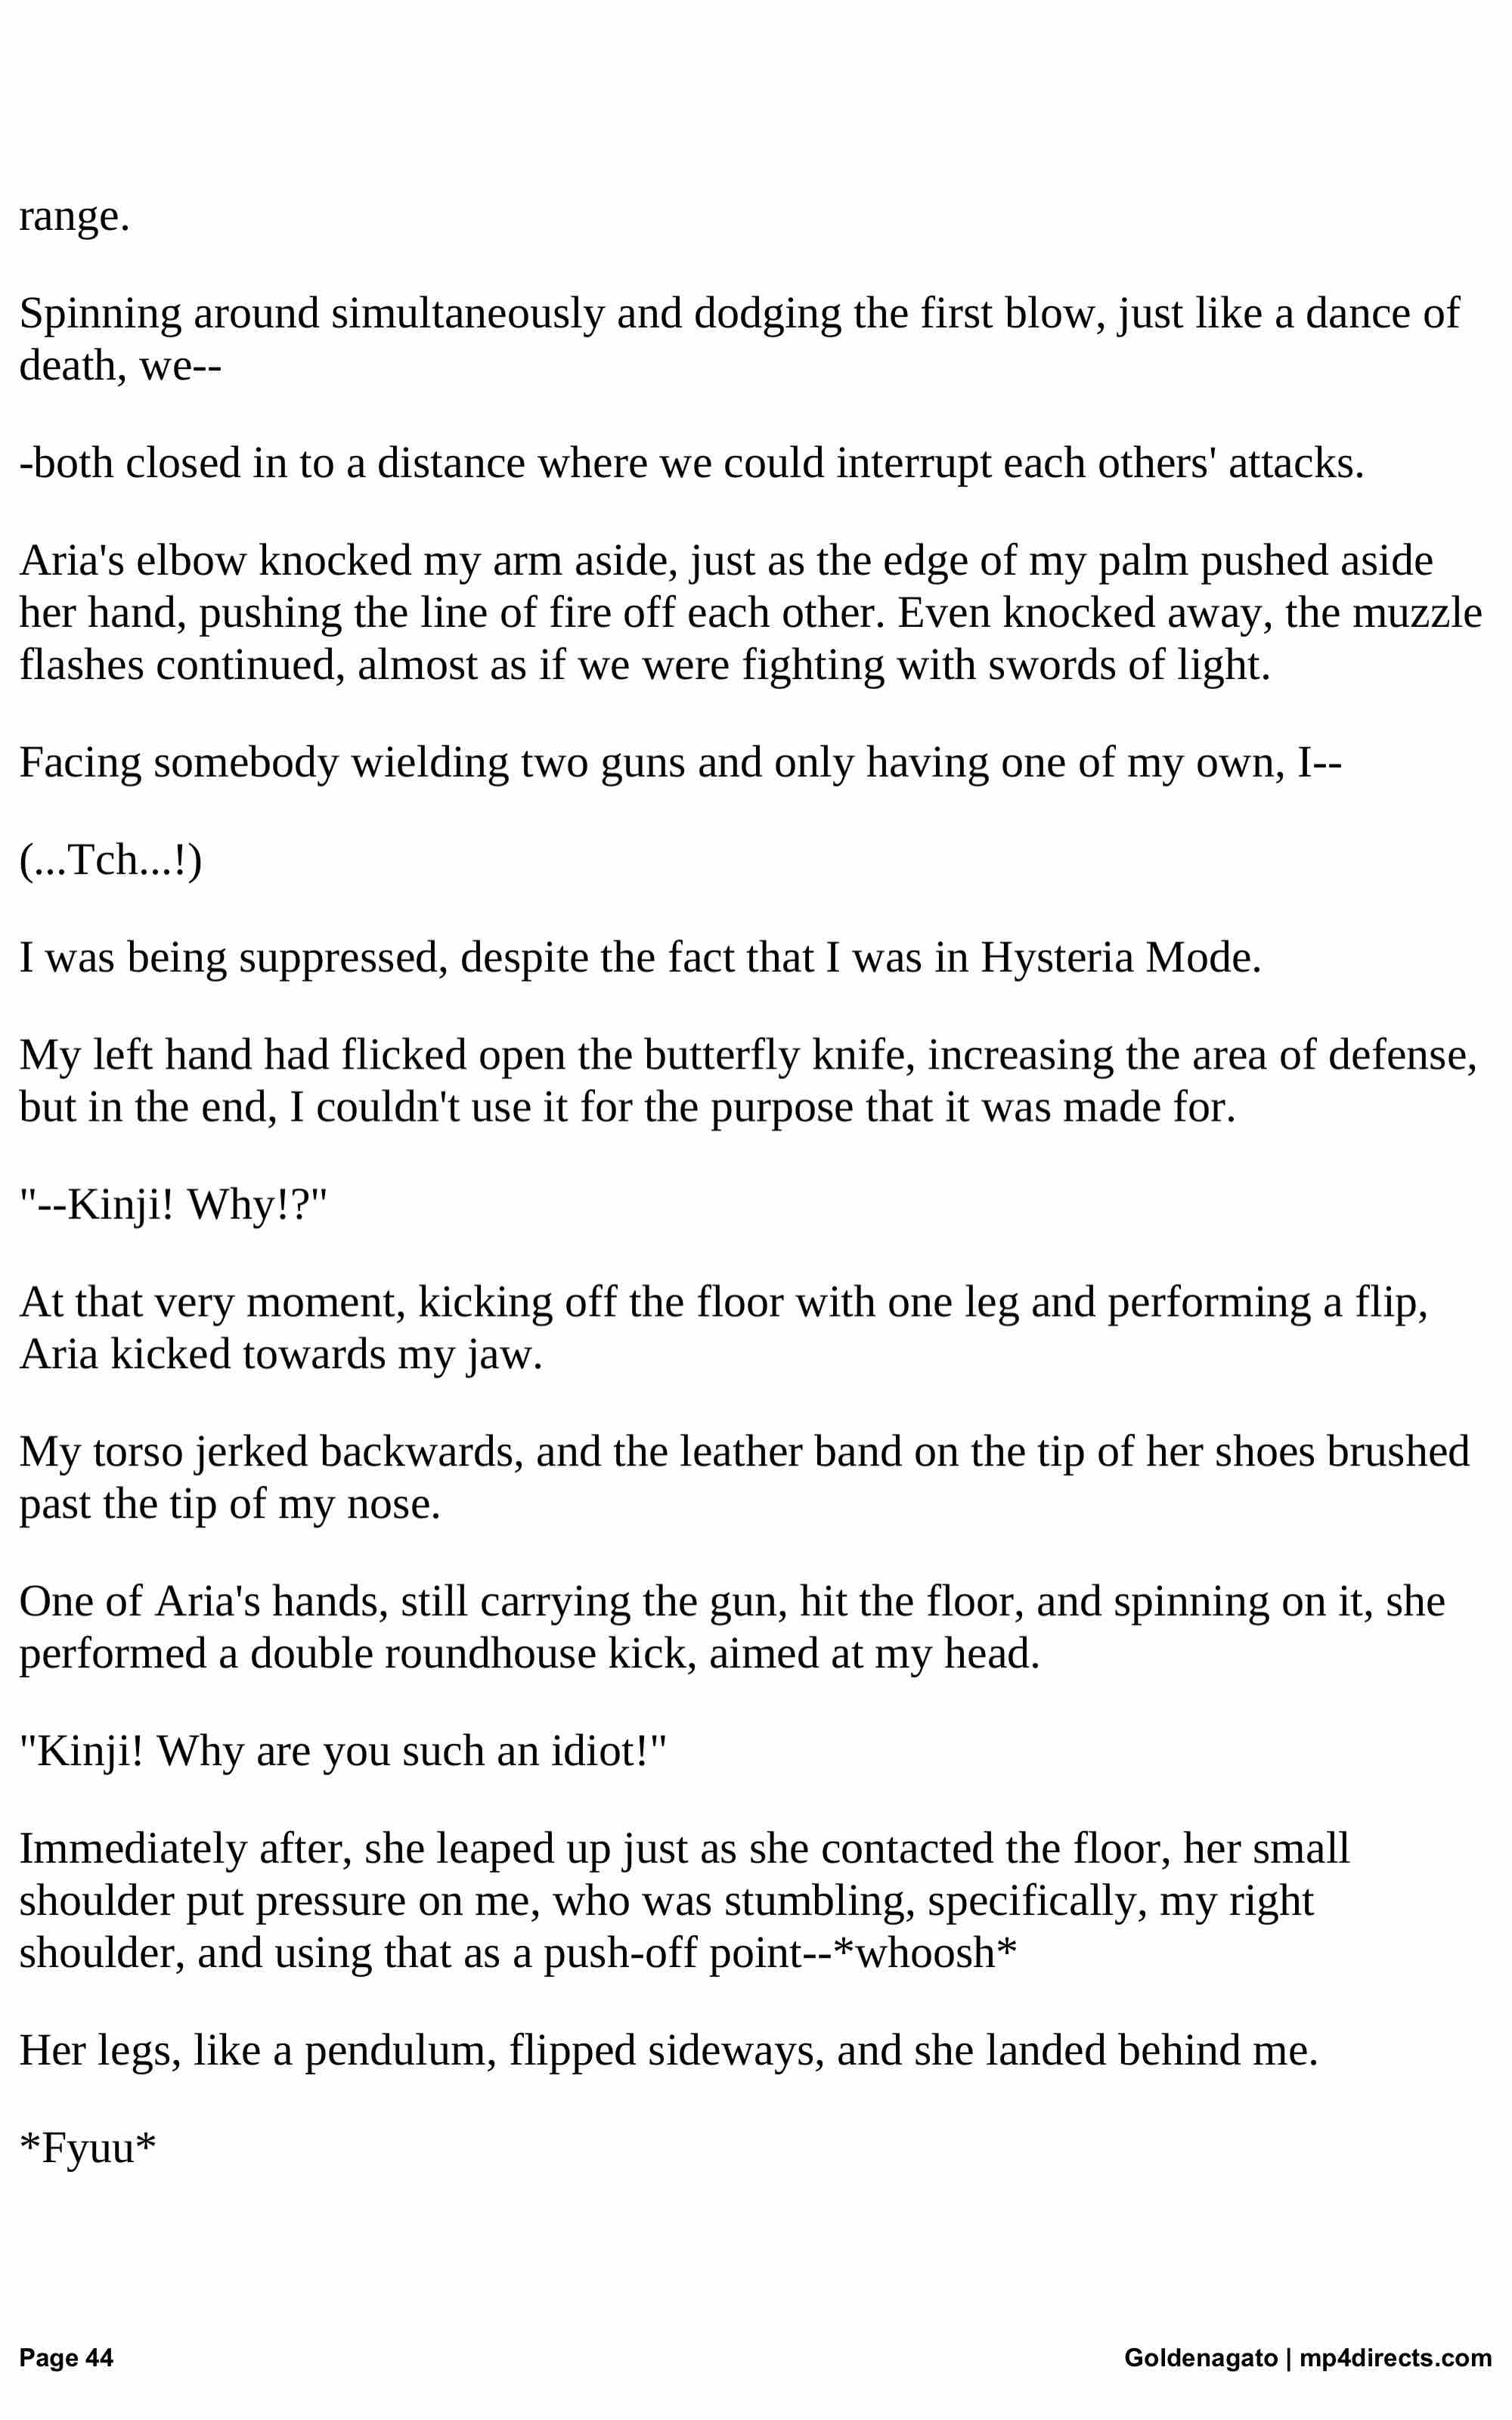 range.
Spinning around simultaneously and dodging the first blow, just like a dance of
death, we--
-both closed in to a distance where we could interrupt each others' attacks.
Aria's elbow knocked my arm aside, just as the edge of my palm pushed aside
her hand, pushing the line of fire off each other. Even knocked away, the muzzle
flashes continued, almost as if we were fighting with swords of light.
Facing somebody wielding two guns and only having one of my own, I--
(...Tch...!)
I was being suppressed, despite the fact that I was in Hysteria Mode.
My left hand had flicked open the butterfly knife, increasing the area of defense,
but in the end, I couldn't use it for the purpose that it was made for.
"--Kinji! Why!?"
At that very moment, kicking off the floor with one leg and performing a flip,
Aria kicked towards my jaw.
My torso jerked backwards, and the leather band on the tip of her shoes brushed
past the tip of my nose.
One of Aria's hands, still carrying the gun, hit the floor, and spinning on it, she
performed a double roundhouse kick, aimed at my head.
"Kinji! Why are you such an idiot!"
Immediately after, she leaped up just as she contacted the floor, her small
shoulder put pressure on me, who was stumbling, specifically, my right
shoulder, and using that as a push-off point--*whoosh*
Her legs, like a pendulum, flipped sideways, and she landed behind me.
*Fyuu*
Page 44
Goldenagato | mp4directs.com